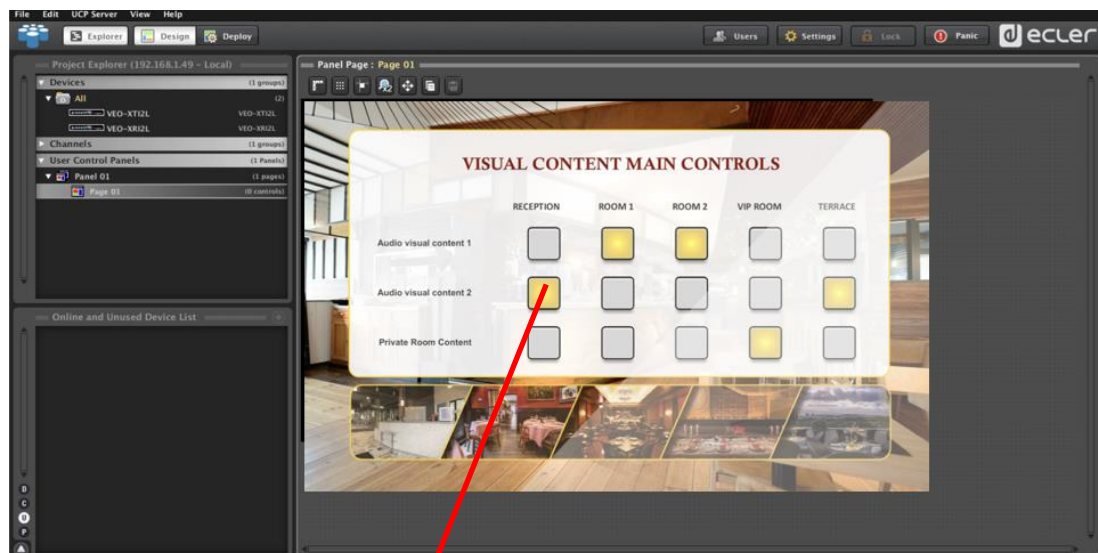 File Edit UCP Server View Help
Explorer Design Deploy Users Settings Lock Panic ecler
Project Explorer (192.168.1.49 – Local)
Devices (1 groups)
All (2)
VEO-XTI2L VEO-XTI2L
VEO-XRI2L VEO-XRI2L
Channels (1 groups)
User Control Panels (1 Panels)
Panel 01 (1 pages)
Page 01 (0 controls)
Online and Unused Device List
D
C
U
P
Panel Page : Page 01
VISUAL CONTENT MAIN CONTROLS
RECEPTION ROOM 1 ROOM 2 VIP ROOM TERRACE
Audio visual content 1
Audio visual content 2
Private Room Content